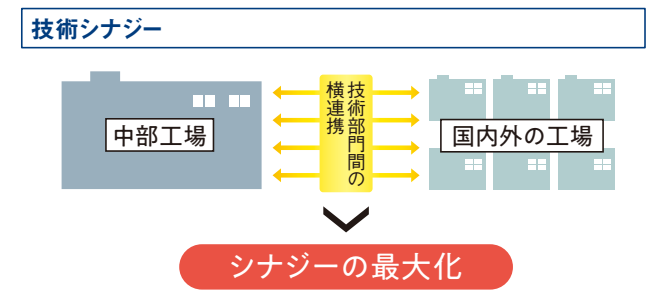 技術シナジー
中部工場
技術部門間の
横連携
国内外の工場
シナジーの最大化